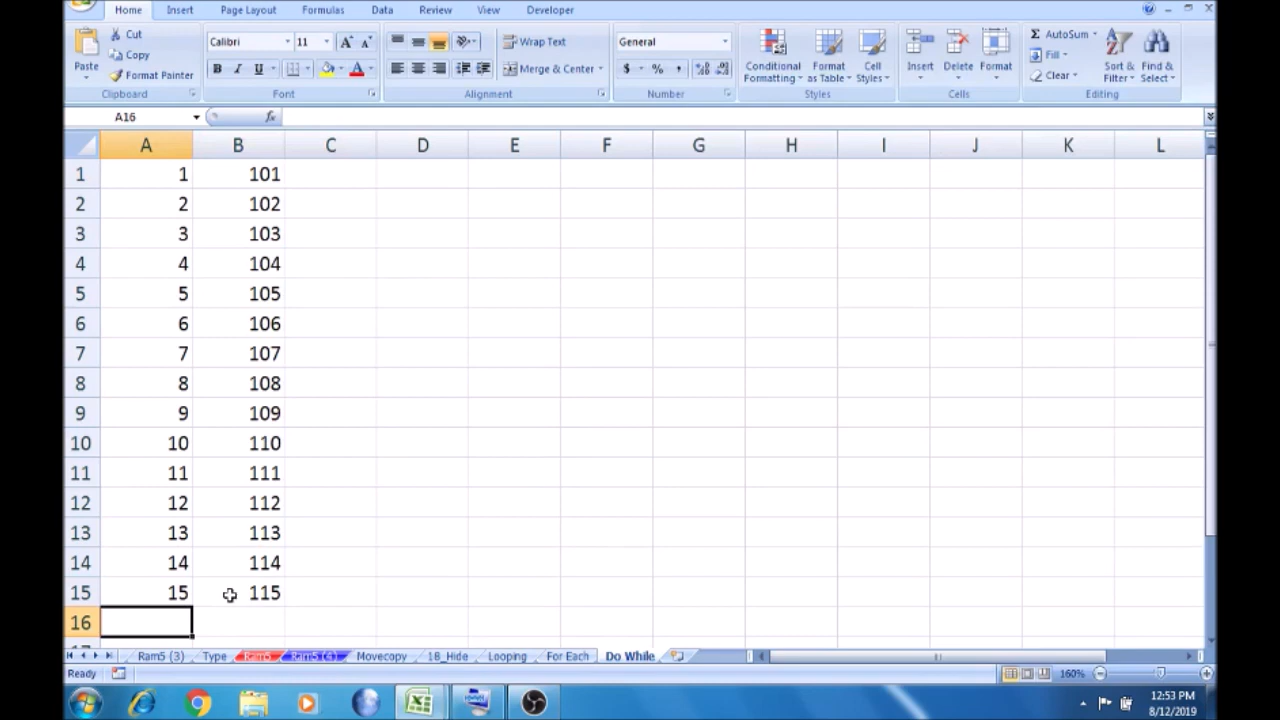 Home Insert Page Layout Formulas Data Review View Developer
Cut
Copy
Format Painter
Paste
Clipboard
Calibri 11
B I U
Font
Wrap Text
Merge & Center
Alignment
General
$ % ,
Number
Conditional Formatting
Format as Table
Cell Styles
Styles
Insert Delete Format
Cells
Σ AutoSum
Fill
Clear
Sort & Filter
Find & Select
Editing
A16 fx
A B C D E F G H I J K L
1 1 101
2 2 102
3 3 103
4 4 104
5 5 105
6 6 106
7 7 107
8 8 108
9 9 109
10 10 110
11 11 111
12 12 112
13 13 113
14 14 114
15 15 115
16
Ram5 (3) Type Ram5 Ram5 (4) Movecopy 18_Hide Looping For Each Do While
Ready 160%
12:53 PM
8/12/2019